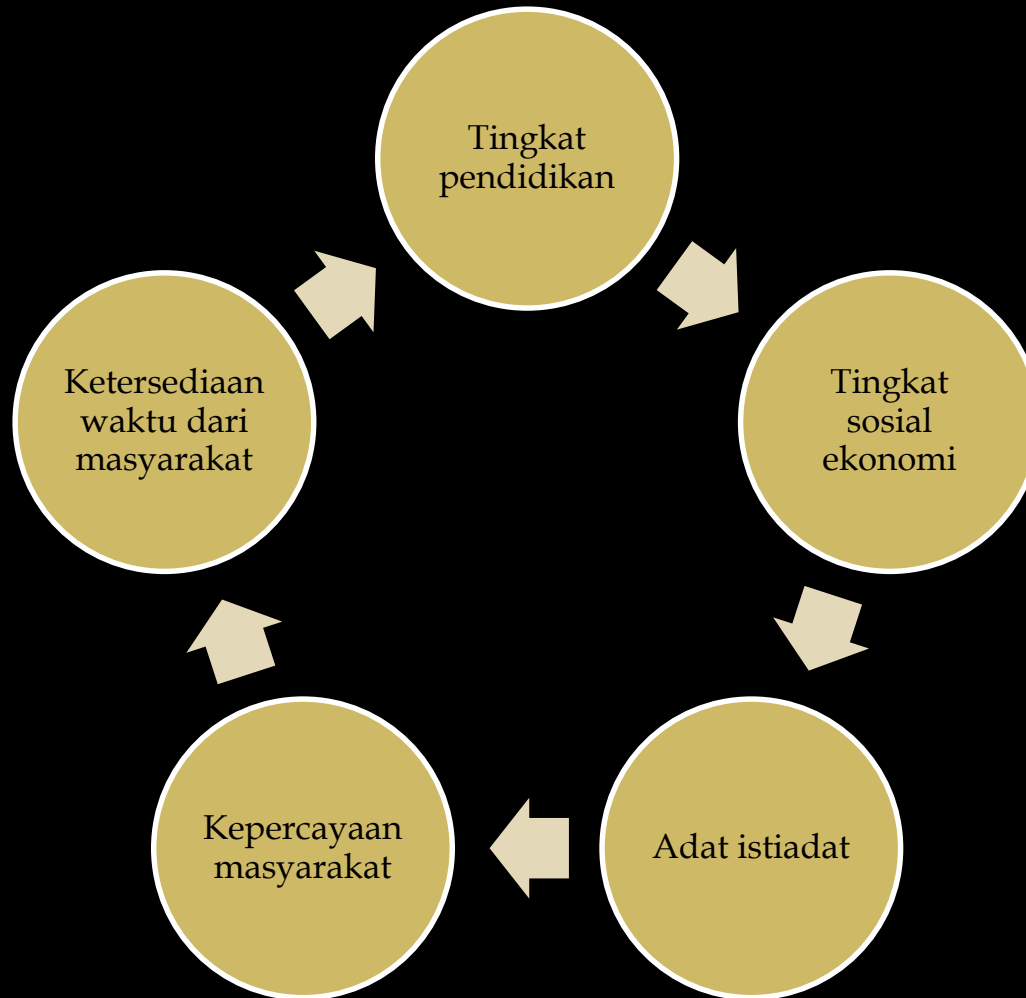 Tingkat
pendidikan
Tingkat
sosial
ekonomi
Adat istiadat
Kepercayaan
masyarakat
Ketersediaan
waktu dari
masyarakat